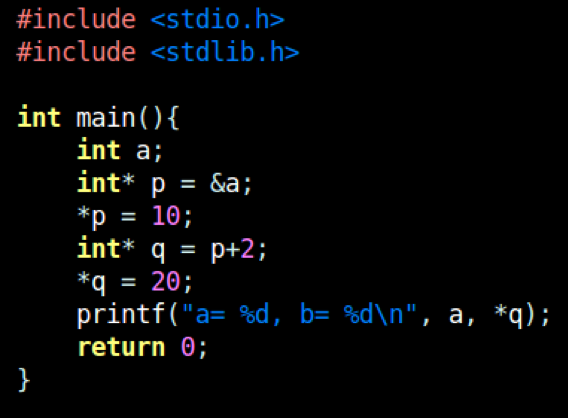 #include <stdio.h>
#include <stdlib.h>

int main(){
    int a;
    int* p = &a;
    *p = 10;
    int* q = p+2;
    *q = 20;
    printf("a= %d, b= %d\n", a, *q);
    return 0;
}